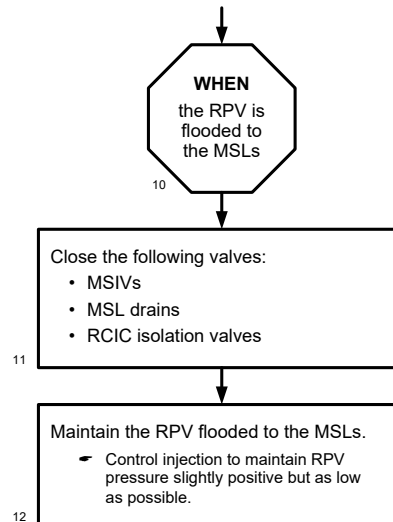 WHEN
the RPV is
flooded to
the MSLs
10
Close the following valves:
• MSIVs
• MSL drains
• RCIC isolation valves
11
Maintain the RPV flooded to the MSLs.
☛ Control injection to maintain RPV
pressure slightly positive but as low
as possible.
12